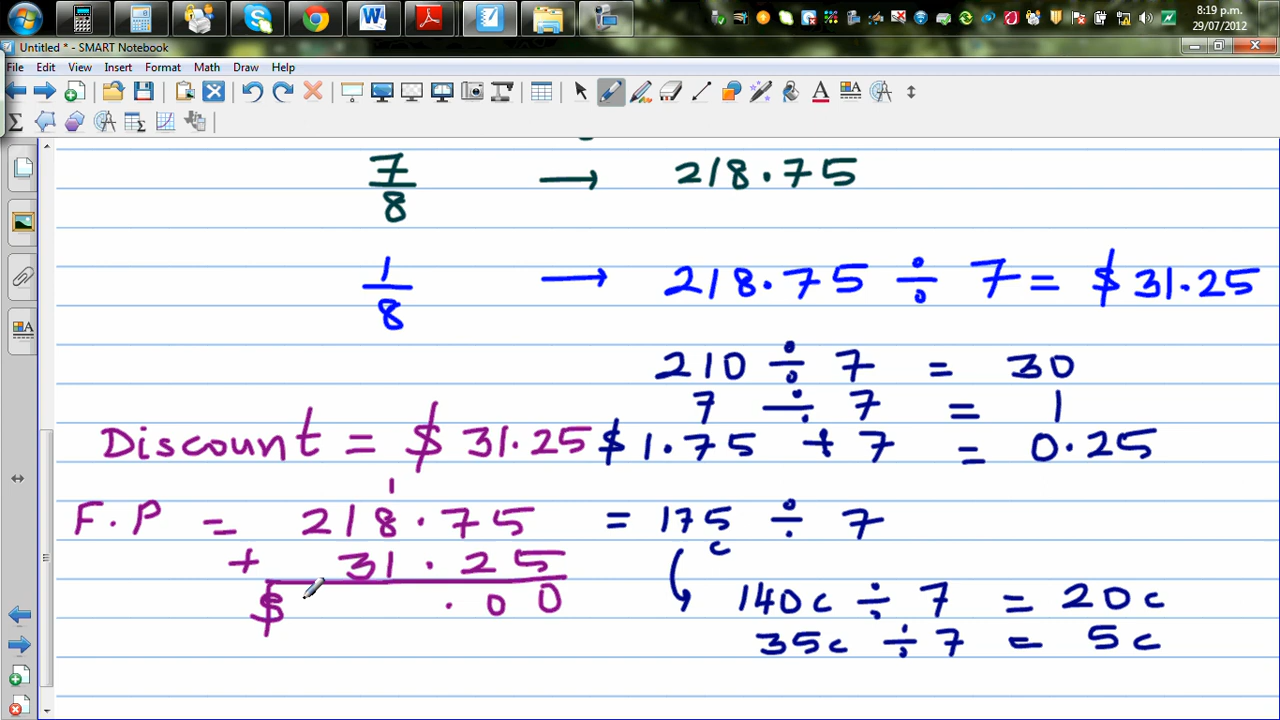 8:19 p.m.
29/07/2012
Untitled * - SMART Notebook
File Edit View Insert Format Math Draw Help
7/8 → 218.75
1/8 → 218.75 ÷ 7 = $31.25
210 ÷ 7 = 30
7 ÷ 7 = 1
Discount = $31.25
$1.75 ÷ 7 = 0.25
1
F.P = 218.75
= 175c ÷ 7
+ 31.25
$ .00
140c ÷ 7 = 20c
35c ÷ 7 = 5c